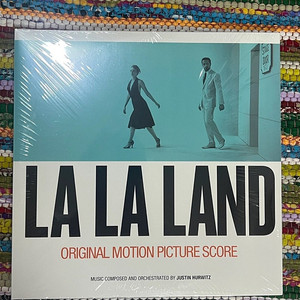 LA LA LAND
ORIGINAL MOTION PICTURE SCORE
MUSIC COMPOSED AND ORCHESTRATED BY JUSTIN HURWITZ